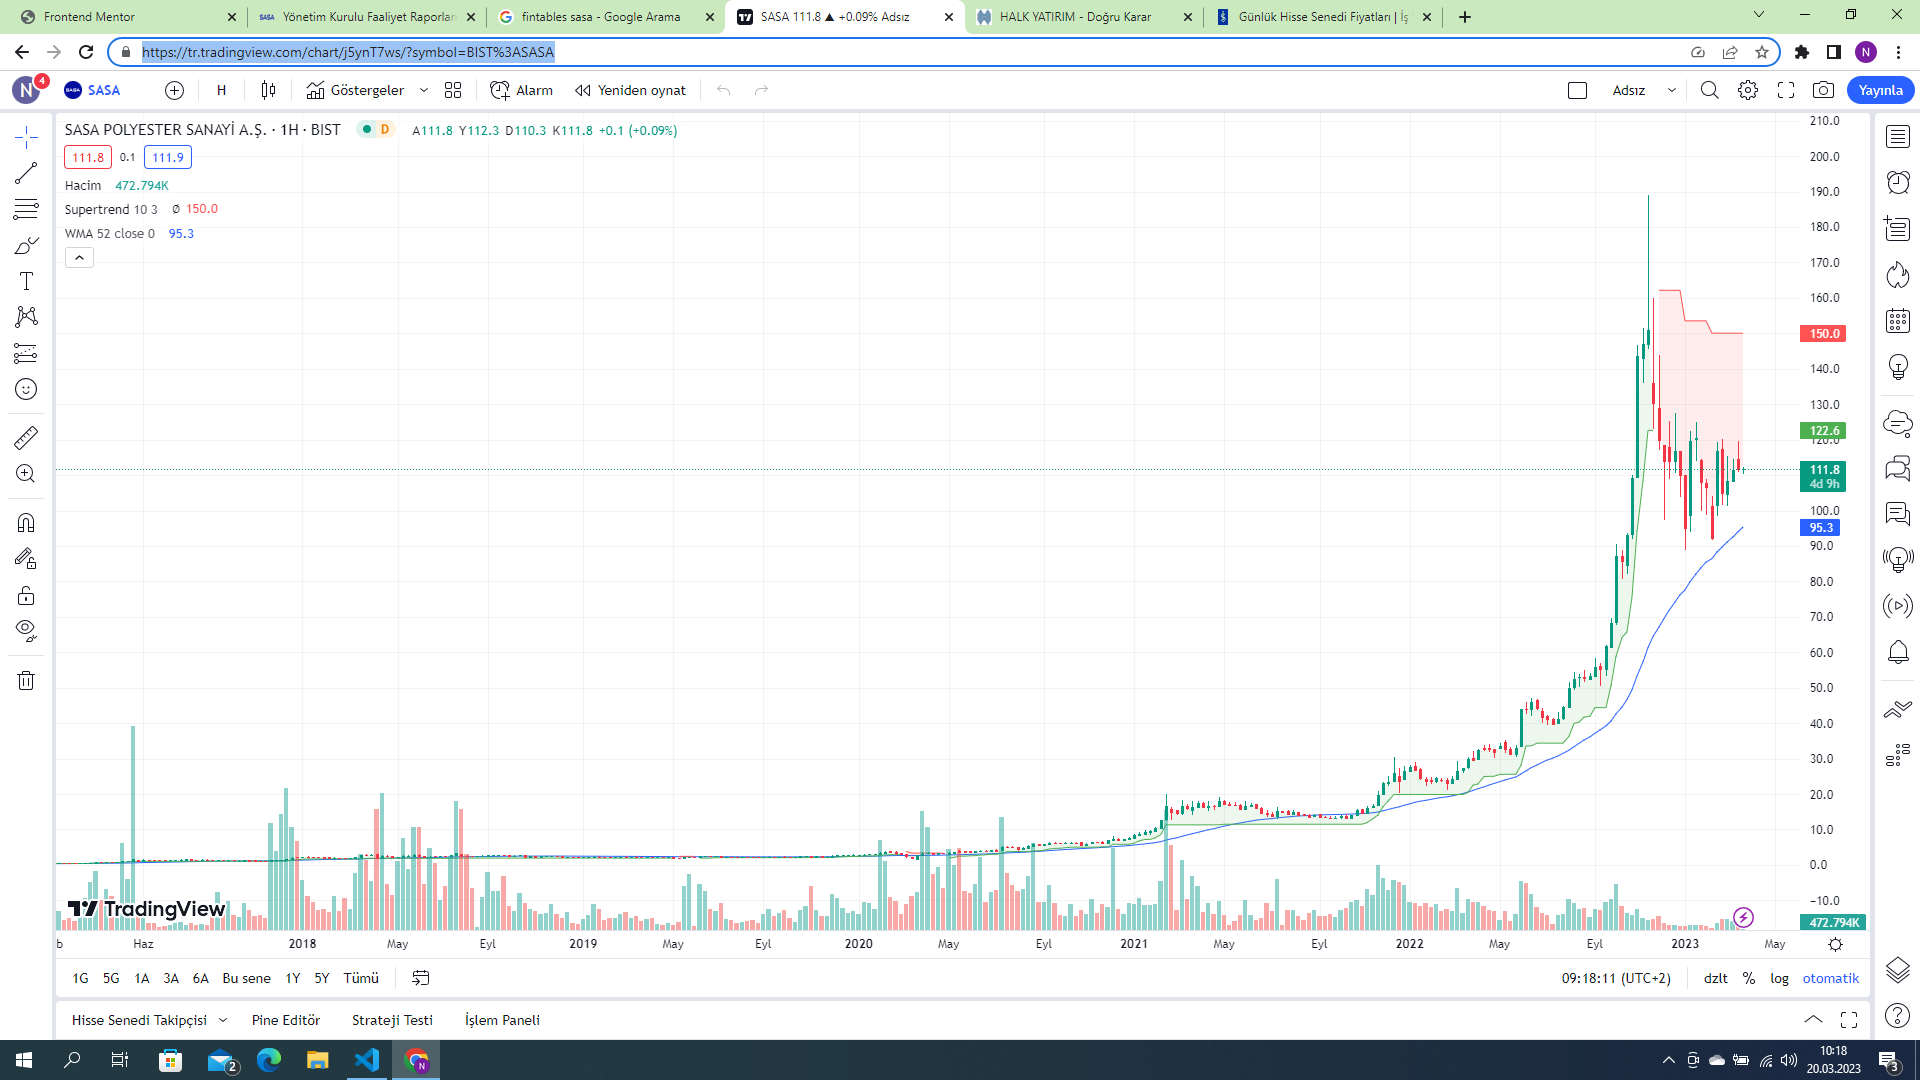 Frontend Mentor
SASA Yönetim Kurulu Faaliyet Raporları
fintables sasa - Google Arama
SASA 111.8 ▲ +0.09% Adsız
HALK YATIRIM - Doğru Karar
Günlük Hisse Senedi Fiyatları | İş
https://tr.tradingview.com/chart/j5ynT7ws/?symbol=BIST%3ASASA
N
N 4 SASA SASA H Göstergeler Alarm Yeniden oynat Adsız Yayınla
SASA POLYESTER SANAYİ A.Ş. · 1H · BIST D A111.8 Y112.3 D110.3 K111.8 +0.1 (+0.09%)
111.8 0.1 111.9
Hacim 472.794K
Supertrend 10 3 Ø 150.0
WMA 52 close 0 95.3
210.0
200.0
190.0
180.0
170.0
160.0
150.0
140.0
130.0
122.6
120.0
111.8
4d 9h
100.0
95.3
90.0
80.0
70.0
60.0
50.0
40.0
30.0
20.0
10.0
0.0
−10.0
472.794K
TradingView
b Haz 2018 May Eyl 2019 May Eyl 2020 May Eyl 2021 May Eyl 2022 May Eyl 2023 May
1G 5G 1A 3A 6A Bu sene 1Y 5Y Tümü 09:18:11 (UTC+2) dzlt % log otomatik
Hisse Senedi Takipçisi Pine Editör Strateji Testi İşlem Paneli
2
N
10:18
20.03.2023
3